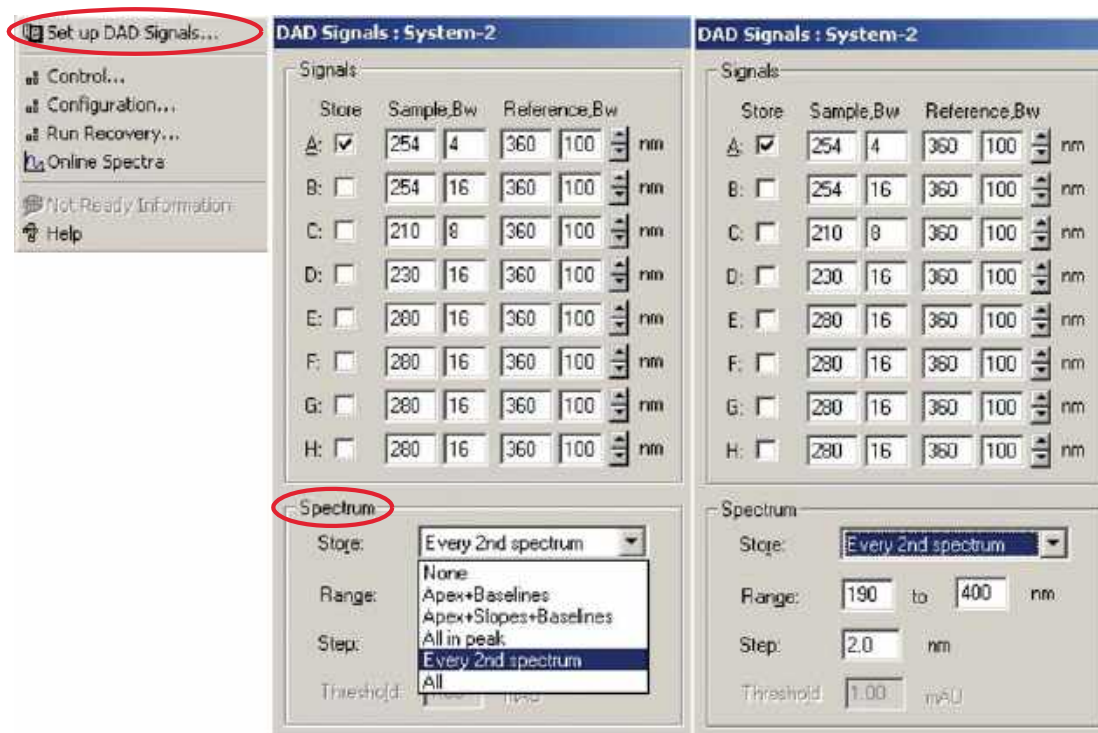 Set up DAD Signals...
Control...
Configuration...
Run Recovery...
Online Spectra
Not Ready Information
Help
DAD Signals : System-2
Signals
Store Sample,Bw Reference,Bw
A: 254 4 360 100 nm
B: 254 16 360 100 nm
C: 210 8 360 100 nm
D: 230 16 360 100 nm
E: 280 16 360 100 nm
F: 280 16 360 100 nm
G: 280 16 360 100 nm
H: 280 16 360 100 nm
Spectrum
Store: Every 2nd spectrum
None
Range: Apex+Baselines
Apex+Slopes+Baselines
Step: All in peak
Every 2nd spectrum
All
Threshold: mAU
DAD Signals : System-2
Signals
Store Sample,Bw Reference,Bw
A: 254 4 360 100 nm
B: 254 16 360 100 nm
C: 210 8 360 100 nm
D: 230 16 360 100 nm
E: 280 16 360 100 nm
F: 280 16 360 100 nm
G: 280 16 360 100 nm
H: 280 16 360 100 nm
Spectrum
Store: Every 2nd spectrum
Range: 190 to 400 nm
Step: 2.0 nm
Threshold 1.00 mAU